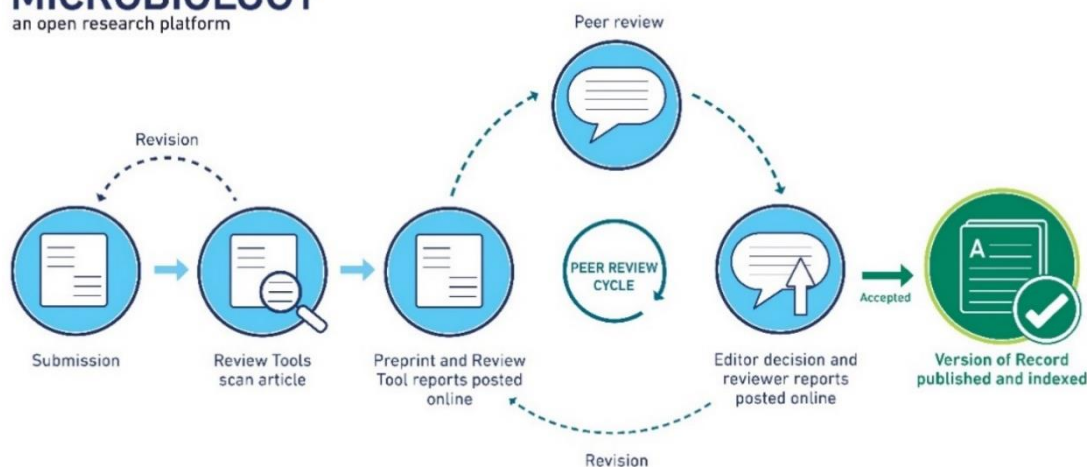 MICROBIOLOGY
an open research platform
Peer review
Revision
PEER REVIEW
CYCLE
A
Accepted
Submission
Review Tools
scan article
Preprint and Review
Tool reports posted
online
Editor decision and
reviewer reports
posted online
Version of Record
published and indexed
Revision